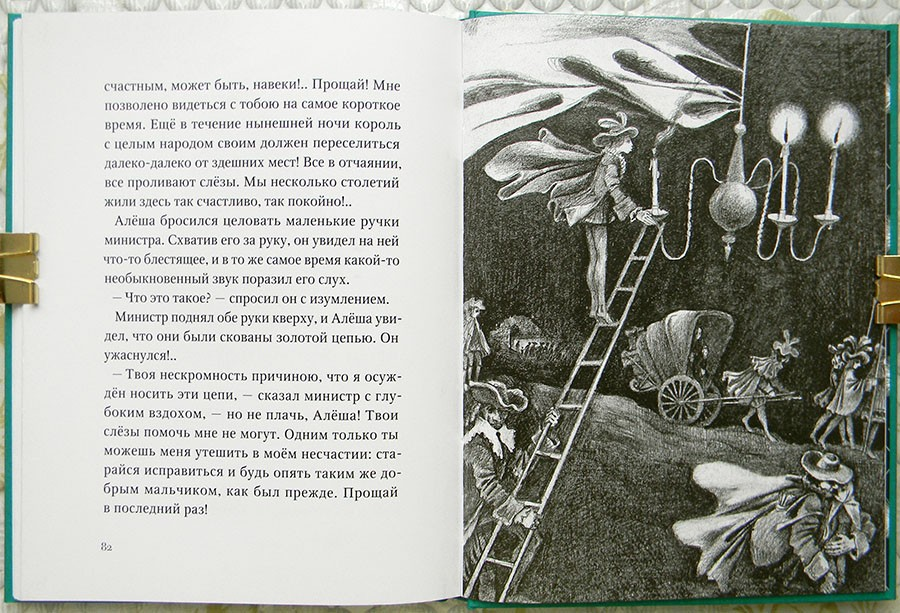 счастным, может быть, навеки!.. Прощай! Мне
позволено видеться с тобою на самое короткое
время. Ещё в течение нынешней ночи король
с целым народом своим должен переселиться
далеко-далеко от здешних мест! Все в отчаянии,
все проливают слёзы. Мы несколько столетий
жили здесь так счастливо, так покойно!..
Алёша бросился целовать маленькие ручки
министра. Схватив его за руку, он увидел на ней
что-то блестящее, и в то же самое время какой-то
необыкновенный звук поразил его слух.
— Что это такое? — спросил он с изумлением.
Министр поднял обе руки кверху, и Алёша уви-
дел, что они были скованы золотой цепью. Он
ужаснулся!..
— Твоя нескромность причиною, что я осуж-
дён носить эти цепи, — сказал министр с глу-
боким вздохом, — но не плачь, Алёша! Твои
слёзы помочь мне не могут. Одним только ты
можешь меня утешить в моём несчастии: ста-
райся исправиться и будь опять таким же до-
брым мальчиком, как был прежде. Прощай
в последний раз!
82